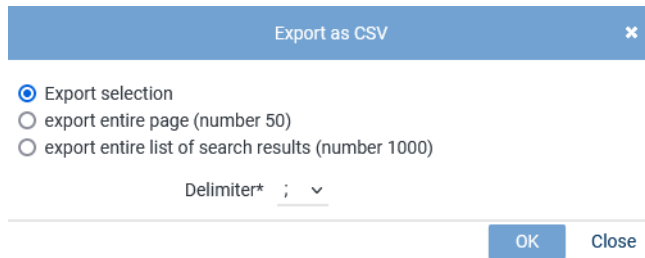 Export as CSV
Export selection
export entire page (number 50)
export entire list of search results (number 1000)
Delimiter* ;
OK Close